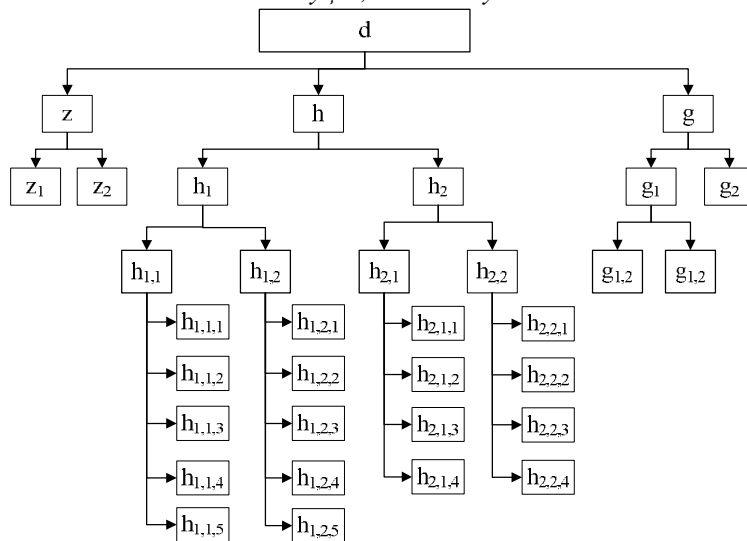 d
z h g
z₁ z₂ h₁ h₂ g₁ g₂
h₁,₁ h₁,₂ h₂,₁ h₂,₂ g₁,₂ g₁,₂
h₁,₁,₁ h₁,₂,₁ h₂,₁,₁ h₂,₂,₁
h₁,₁,₂ h₁,₂,₂ h₂,₁,₂ h₂,₂,₂
h₁,₁,₃ h₁,₂,₃ h₂,₁,₃ h₂,₂,₃
h₁,₁,₄ h₁,₂,₄ h₂,₁,₄ h₂,₂,₄
h₁,₁,₅ h₁,₂,₅